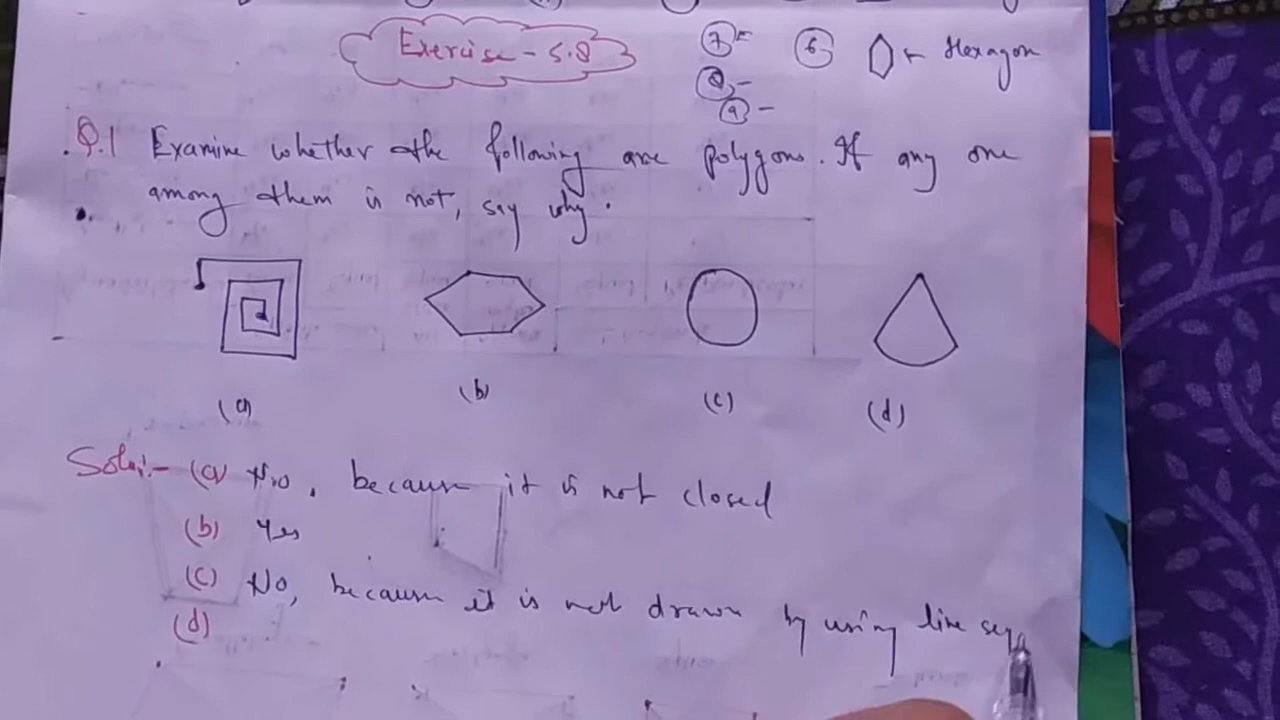 Exercise - 5.8
7 -
6 Hexagon
8 -
9 -
Q.1 Examine whether the following are polygons. If any one
among them is not, say why.
(a) (b) (c) (d)
Soln:- (a) No, because it is not closed
(b) Yes
(c) No, because it is not drawn by using line seg
(d)